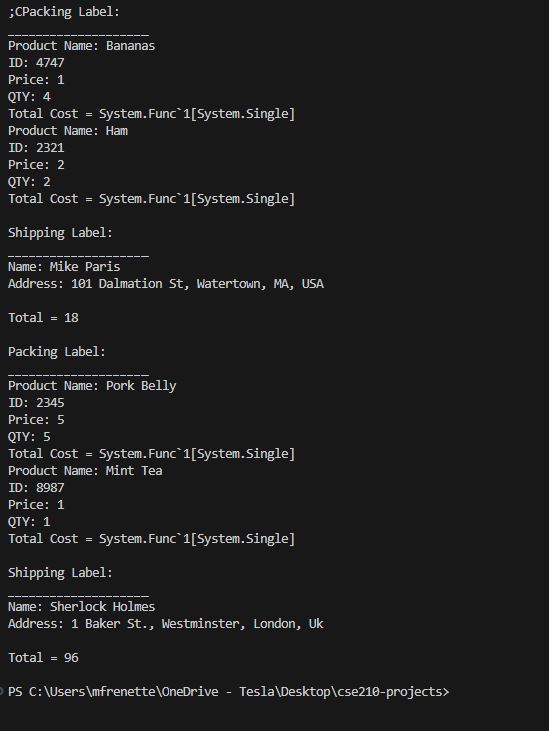 ;CPacking Label:
____________________
Product Name: Bananas
ID: 4747
Price: 1
QTY: 4
Total Cost = System.Func`1[System.Single]
Product Name: Ham
ID: 2321
Price: 2
QTY: 2
Total Cost = System.Func`1[System.Single]
Shipping Label:
____________________
Name: Mike Paris
Address: 101 Dalmation St, Watertown, MA, USA
Total = 18
Packing Label:
____________________
Product Name: Pork Belly
ID: 2345
Price: 5
QTY: 5
Total Cost = System.Func`1[System.Single]
Product Name: Mint Tea
ID: 8987
Price: 1
QTY: 1
Total Cost = System.Func`1[System.Single]
Shipping Label:
____________________
Name: Sherlock Holmes
Address: 1 Baker St., Westminster, London, Uk
Total = 96
PS C:\Users\mfrenette\OneDrive - Tesla\Desktop\cse210-projects>